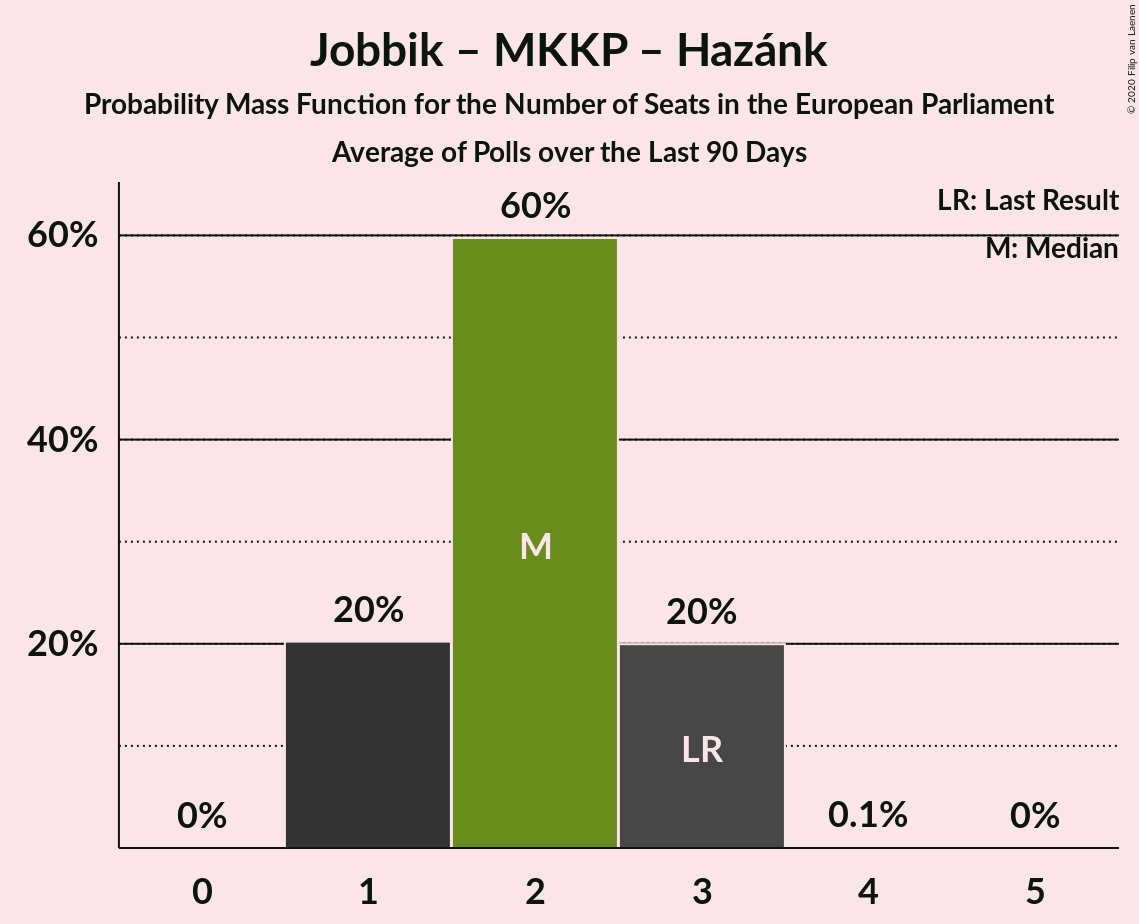 Jobbik – MKKP – Hazánk
Probability Mass Function for the Number of Seats in the European Parliament
Average of Polls over the Last 90 Days
© 2020 Filip van Laenen
LR: Last Result
M: Median
60%
60%
40%
M
20%
20%
20%
LR
0%
0.1%
0%
0 1 2 3 4 5